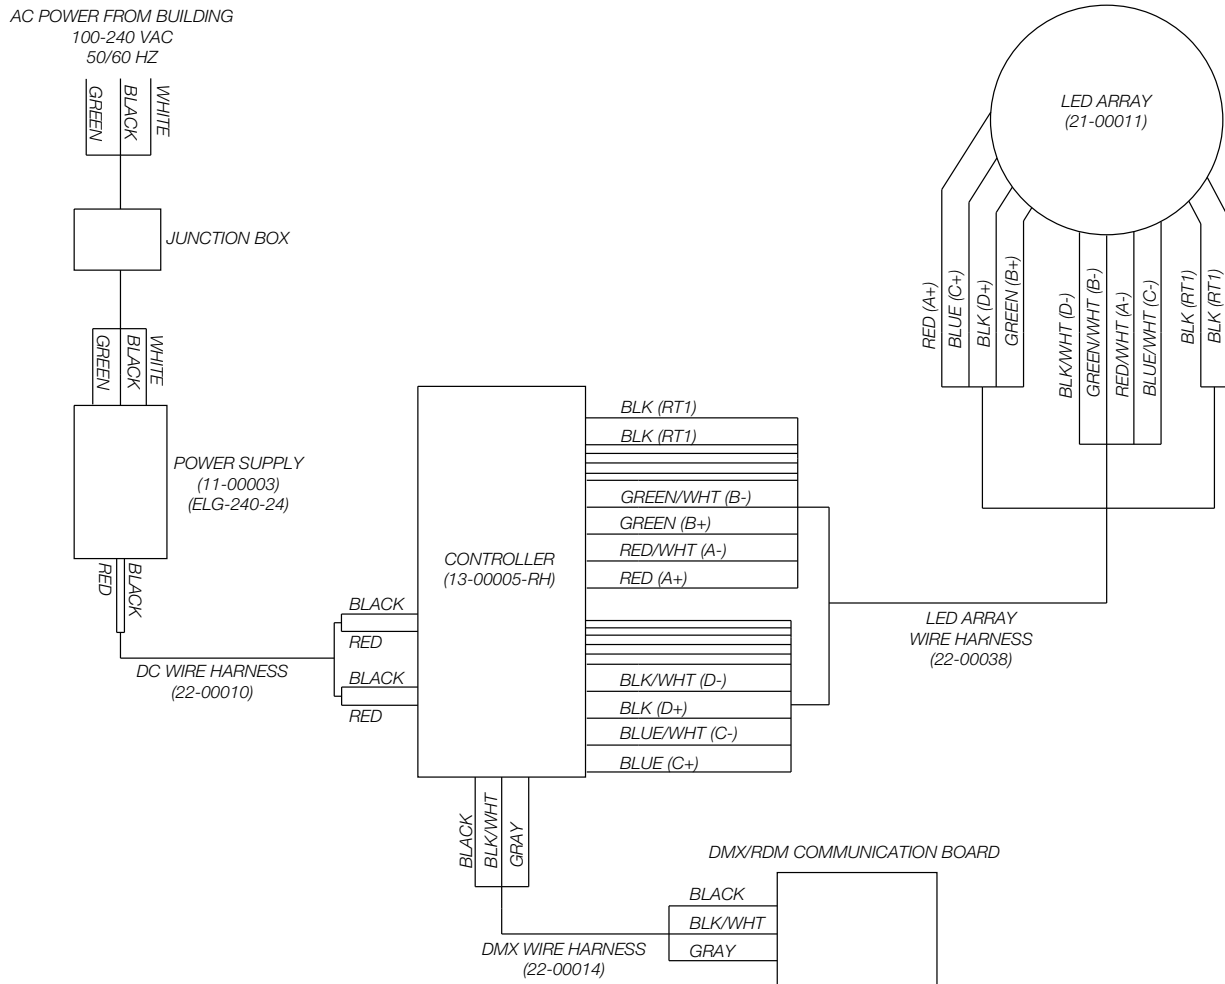 AC POWER FROM BUILDING
100-240 VAC
50/60 HZ
GREEN
BLACK
WHITE
JUNCTION BOX
GREEN
BLACK
WHITE
POWER SUPPLY
(11-00003)
(ELG-240-24)
RED
BLACK
DC WIRE HARNESS
(22-00010)
BLACK
RED
BLACK
RED
CONTROLLER
(13-00005-RH)
BLK (RT1)
BLK (RT1)
GREEN/WHT (B-)
GREEN (B+)
RED/WHT (A-)
RED (A+)
BLK/WHT (D-)
BLK (D+)
BLUE/WHT (C-)
BLUE (C+)
LED ARRAY
(21-00011)
RED (A+)
BLUE (C+)
BLK (D+)
GREEN (B+)
BLK/WHT (D-)
GREEN/WHT (B-)
RED/WHT (A-)
BLUE/WHT (C-)
BLK (RT1)
BLK (RT1)
LED ARRAY
WIRE HARNESS
(22-00038)
BLACK
BLK/WHT
GRAY
DMX WIRE HARNESS
(22-00014)
DMX/RDM COMMUNICATION BOARD
BLACK
BLK/WHT
GRAY